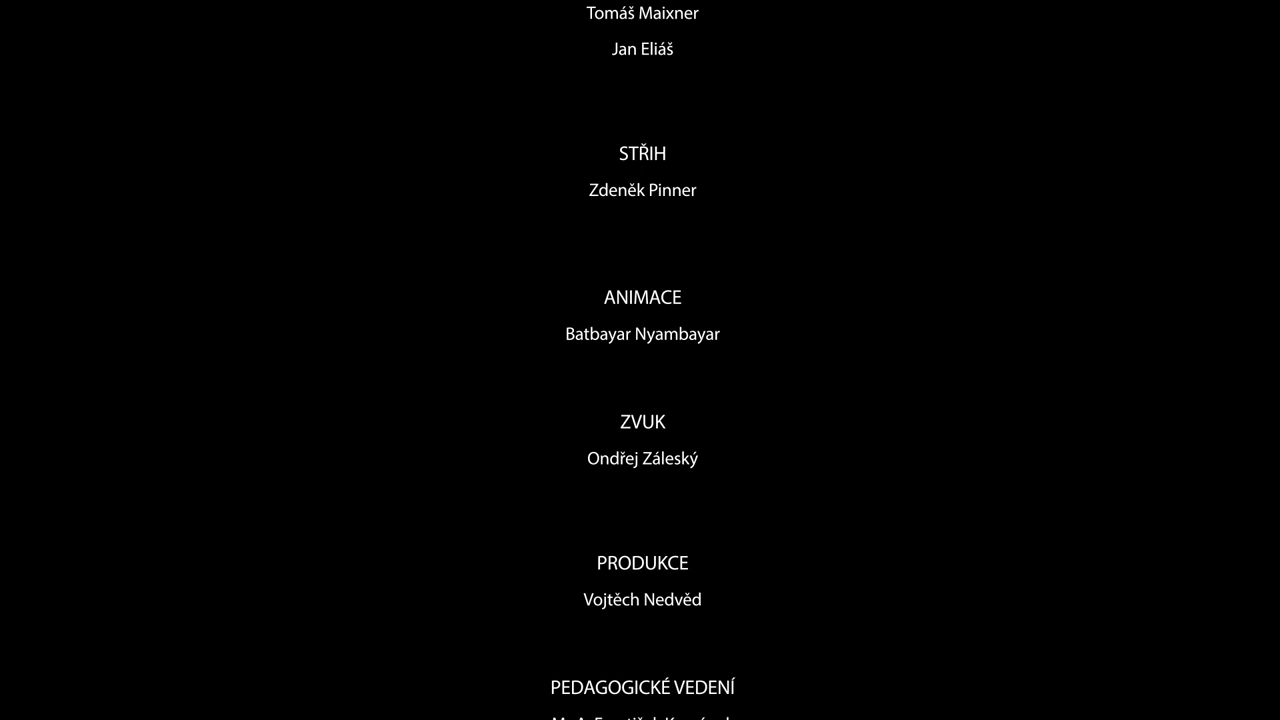 Tomáš Maixner
Jan Eliáš
STŘIH
Zdeněk Pinner
ANIMACE
Batbayar Nyambayar
ZVUK
Ondřej Záleský
PRODUKCE
Vojtěch Nedvěd
PEDAGOGICKÉ VEDENÍ